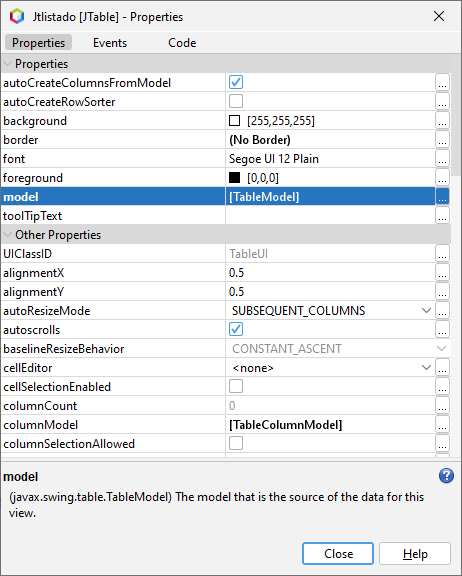 Jtlistado [JTable] - Properties
Properties Events Code
Properties
autoCreateColumnsFromModel ...
autoCreateRowSorter ...
background [255,255,255] ...
border (No Border) ...
font Segoe UI 12 Plain ...
foreground [0,0,0] ...
model [TableModel] ...
toolTipText ...
Other Properties
UIClassID TableUI ...
alignmentX 0.5 ...
alignmentY 0.5 ...
autoResizeMode SUBSEQUENT_COLUMNS ...
autoscrolls ...
baselineResizeBehavior CONSTANT_ASCENT ...
cellEditor <none> ...
cellSelectionEnabled ...
columnCount 0 ...
columnModel [TableColumnModel] ...
columnSelectionAllowed ...
model ?
(javax.swing.table.TableModel) The model that is the source of the data for this
view.
Close Help